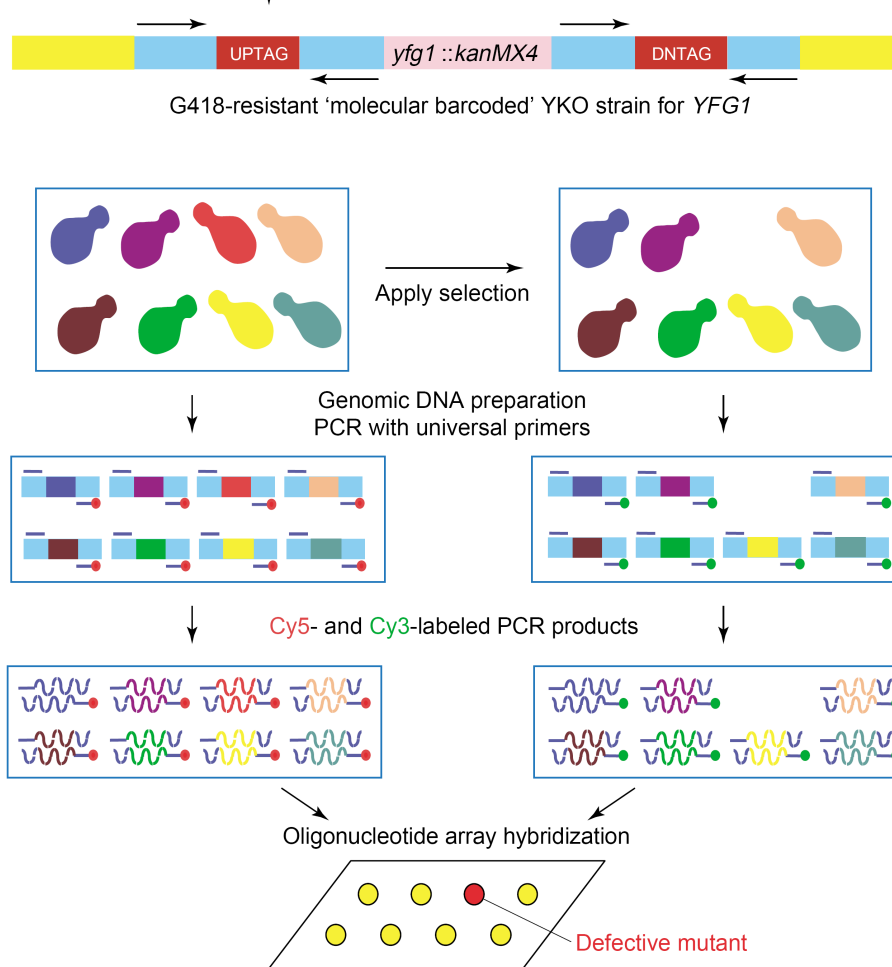 UPTAG yfg1 ::kanMX4 DNTAG
G418-resistant ‘molecular barcoded’ YKO strain for YFG1
Apply selection
Genomic DNA preparation
PCR with universal primers
Cy5- and Cy3-labeled PCR products
Oligonucleotide array hybridization
Defective mutant